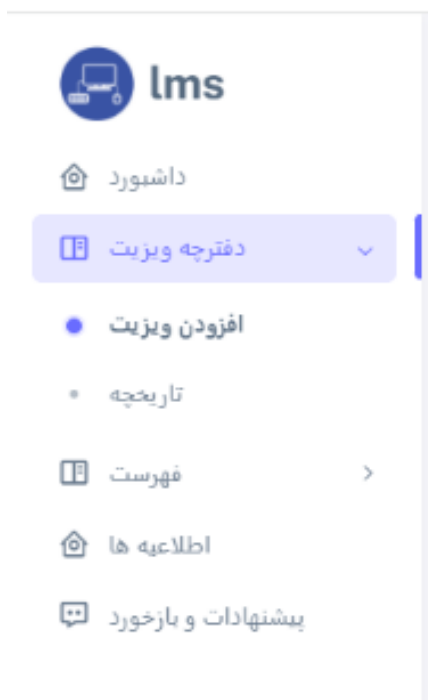 lms
داشبورد
دفترچه ویزیت
افزودن ویزیت
تاریخچه
فهرست
اطلاعیه ها
پیشنهادات و بازخورد